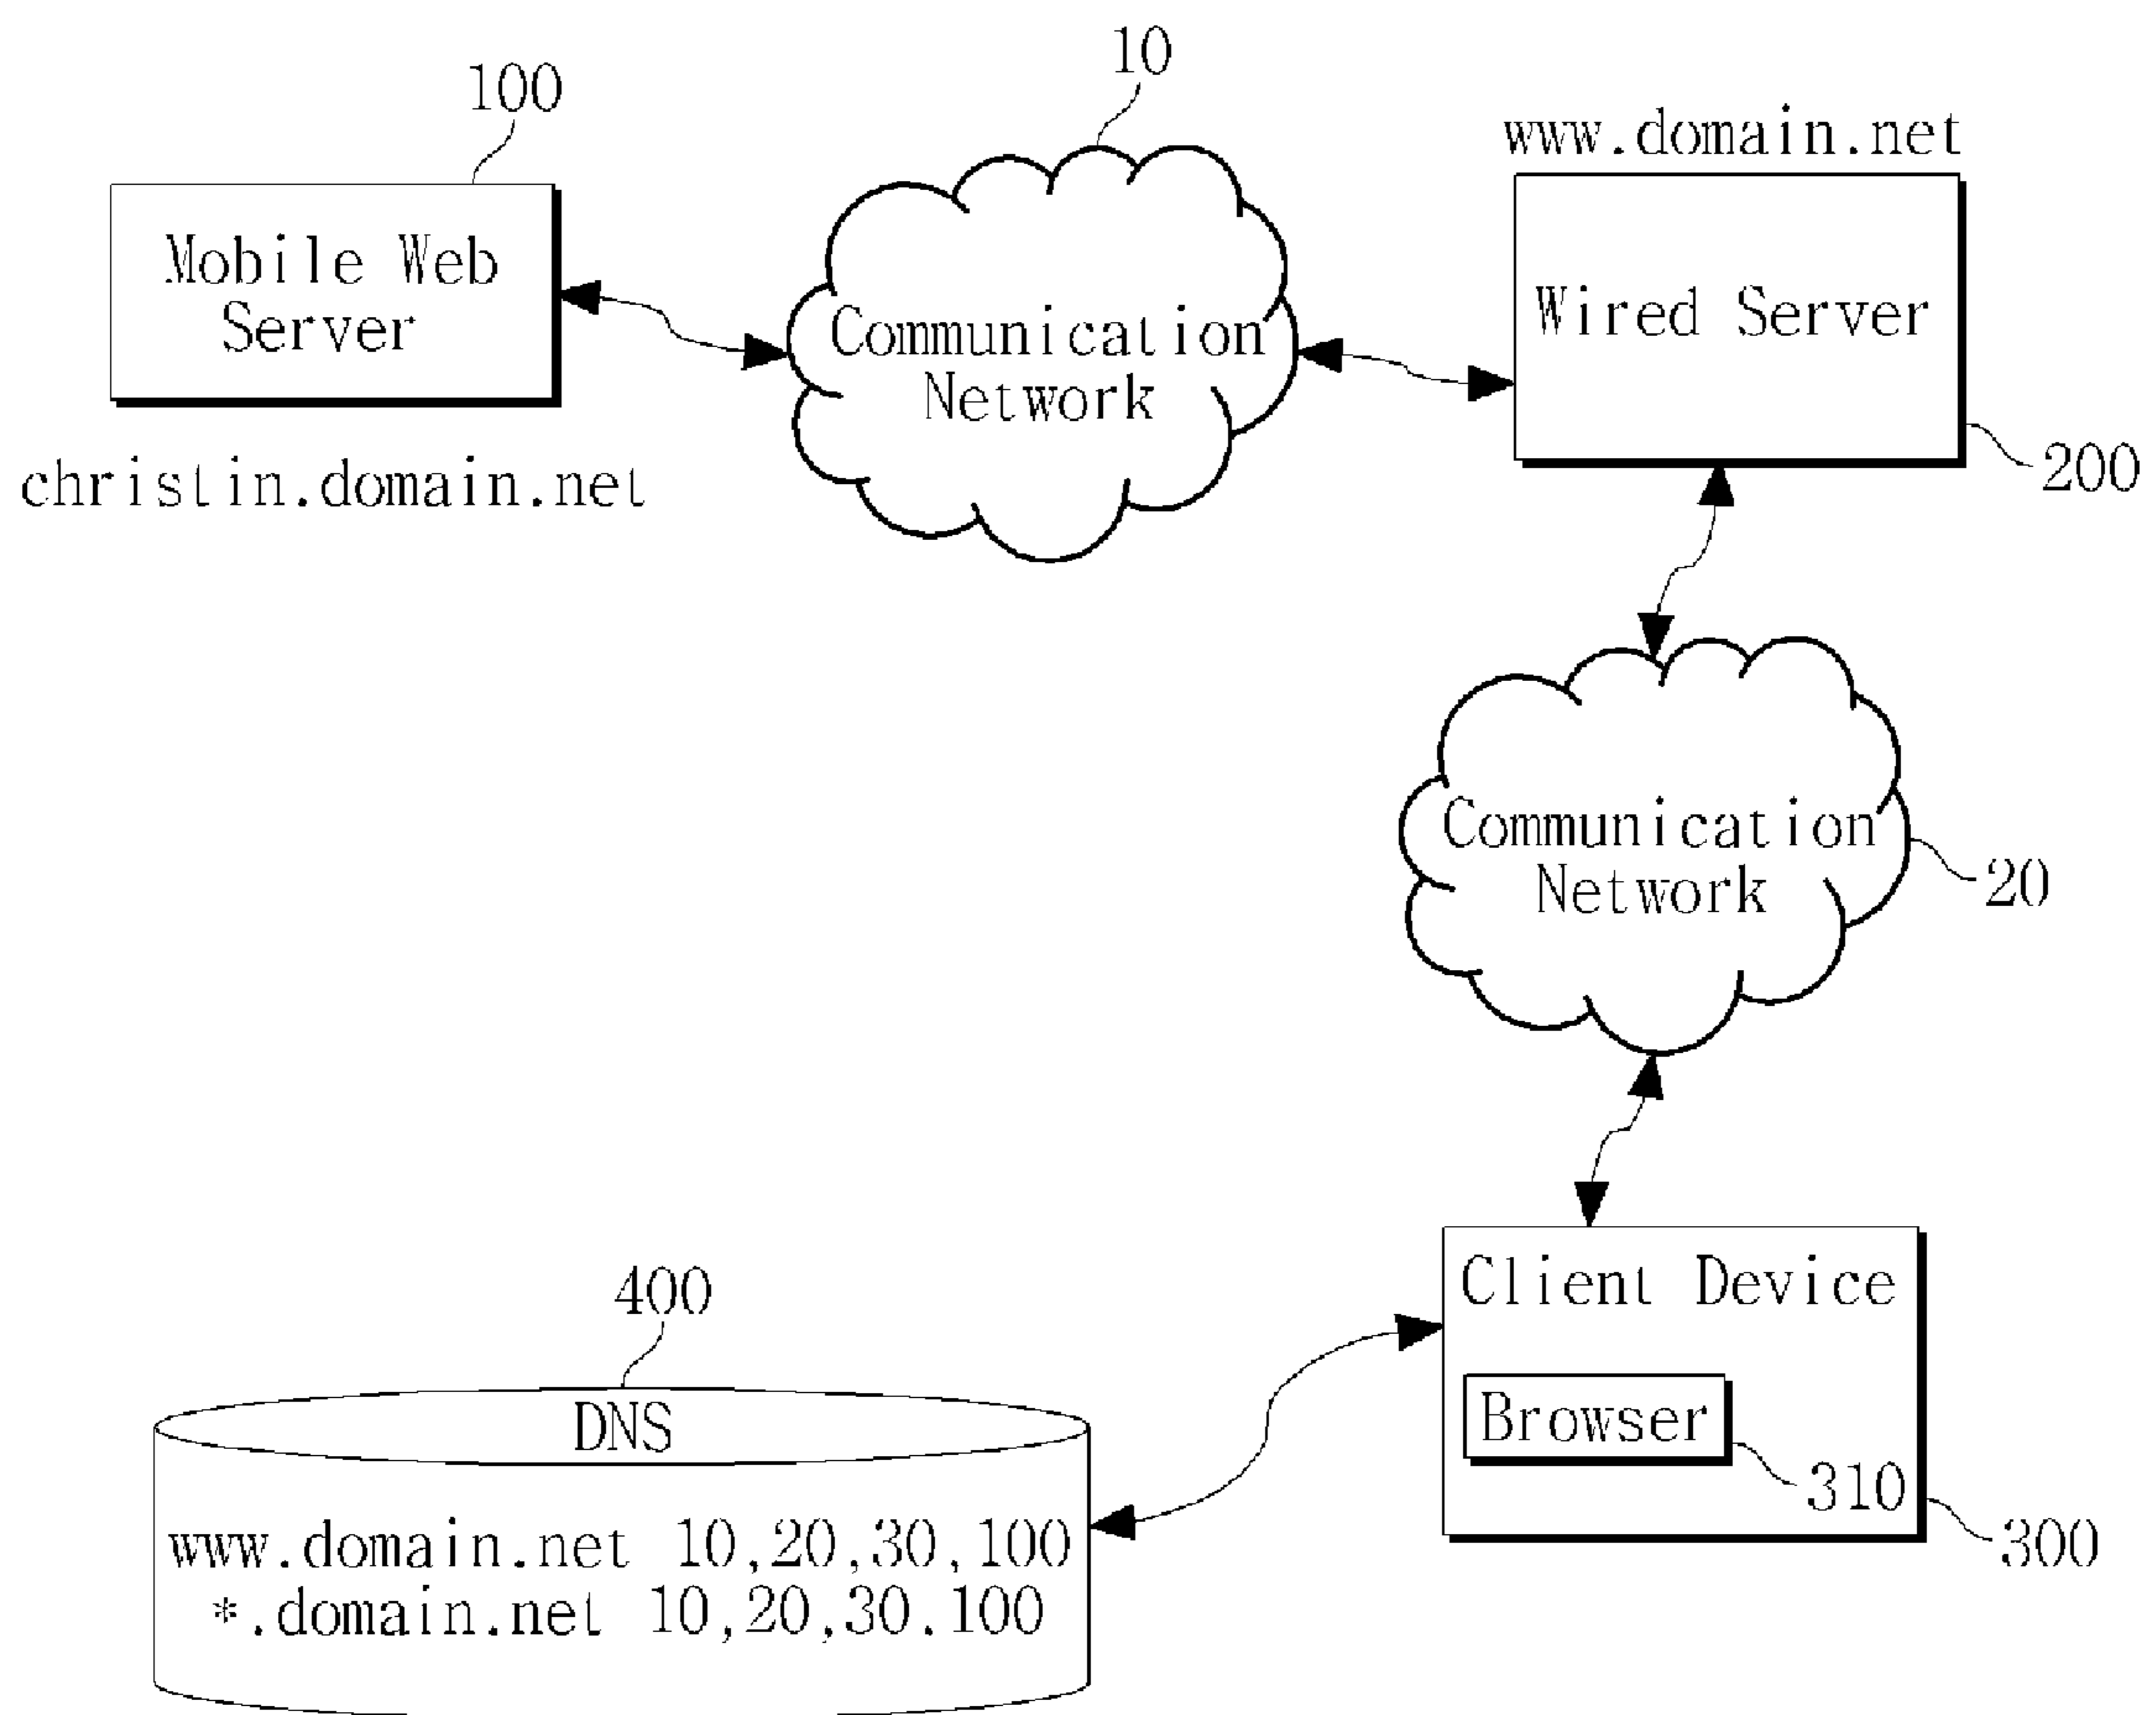 10
100
www.domain.net
Mobile Web
Server
Communication
Network
Wired Server
200
christin.domain.net
Communication
Network
20
Client Device
400
Browser
DNS
310
300
www.domain.net 10,20,30,100
*.domain.net 10,20,30.100